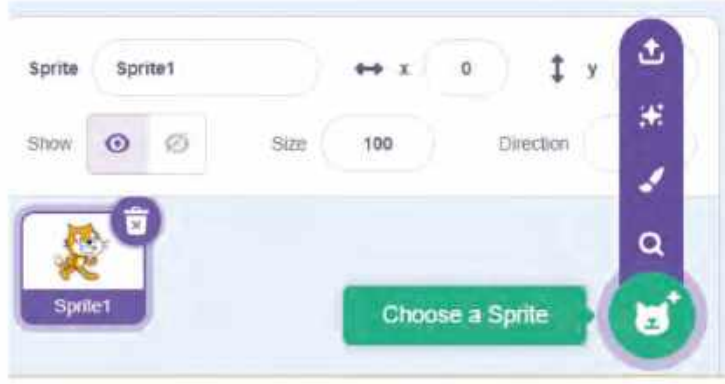 Sprite Sprite1 x 0 y
Show Size 100 Direction
Sprite1
Choose a Sprite